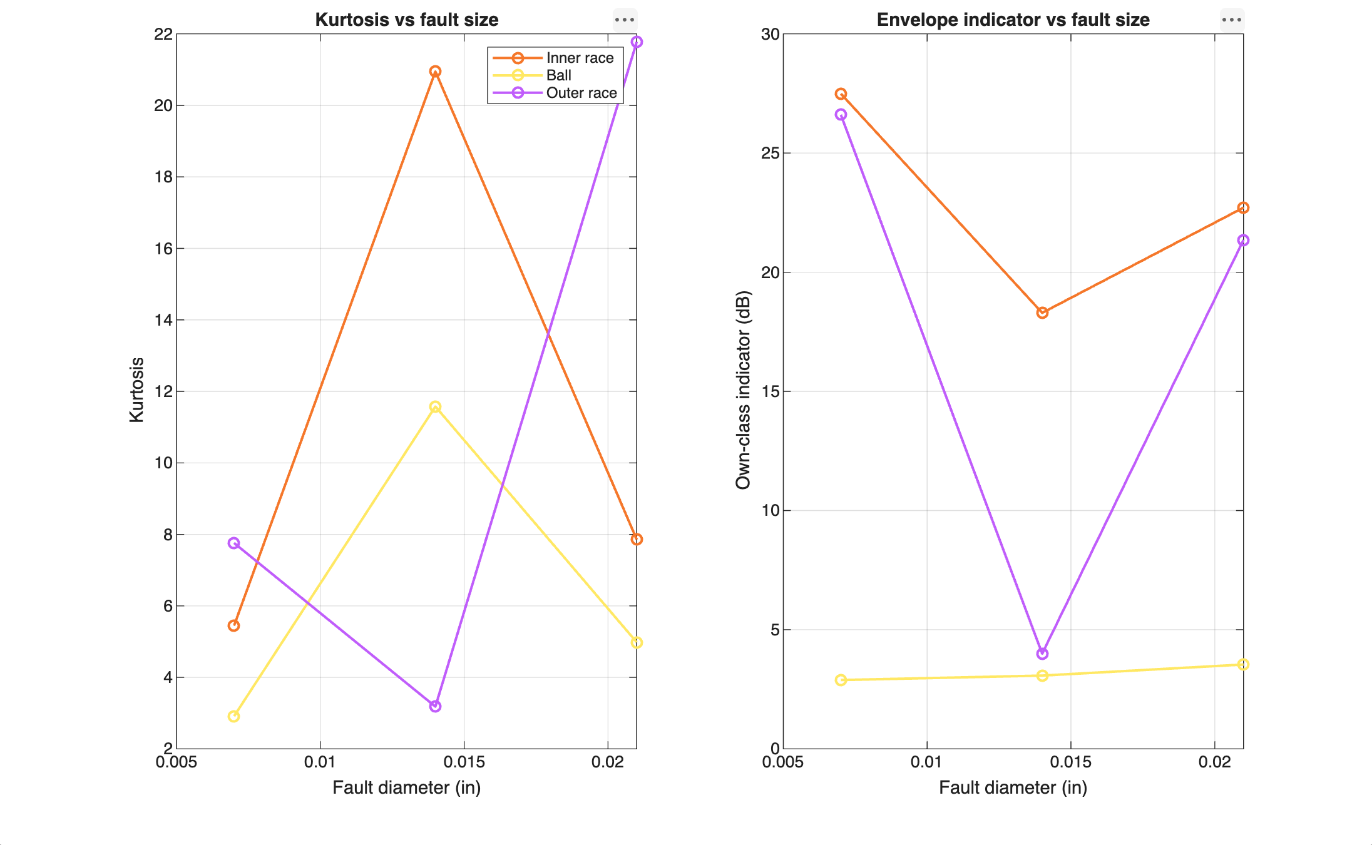 Kurtosis vs fault size
22
20
18
16
14
12
10
8
6
4
2
Kurtosis
0.005
0.01
0.015
0.02
Fault diameter (in)
Inner race
Ball
Outer race
Envelope indicator vs fault size
30
25
20
15
10
5
0
Own-class indicator (dB)
0.005
0.01
0.015
0.02
Fault diameter (in)